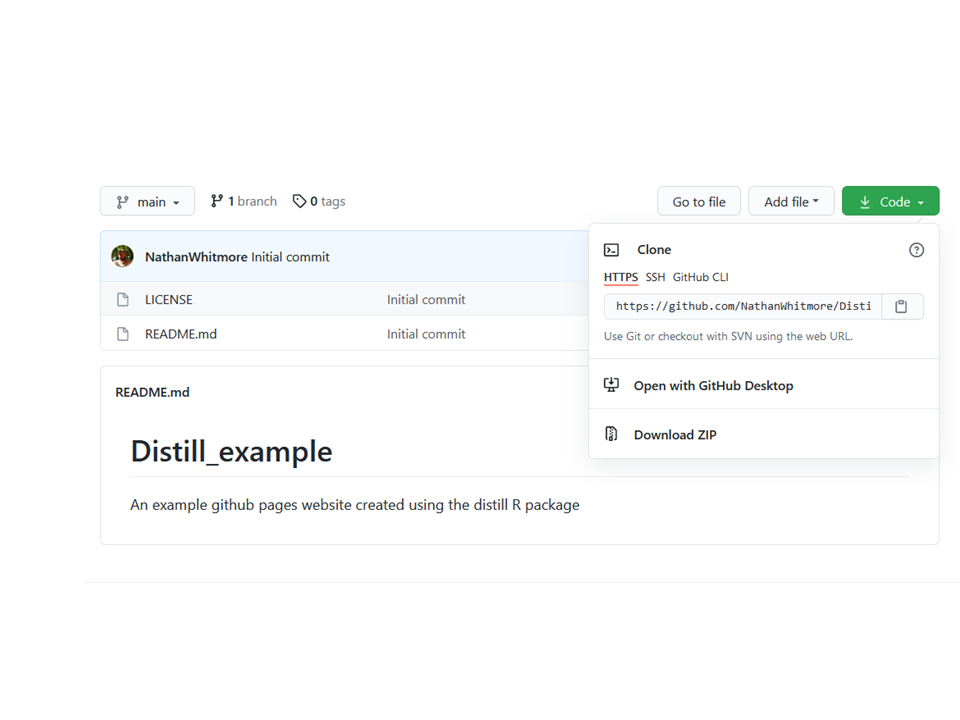 main
1 branch
0 tags
Go to file
Add file
Code
NathanWhitmore Initial commit
LICENSE Initial commit
README.md Initial commit
Clone
HTTPS SSH GitHub CLI
https://github.com/NathanWhitmore/Disti
Use Git or checkout with SVN using the web URL.
Open with GitHub Desktop
Download ZIP
README.md
Distill_example
An example github pages website created using the distill R package